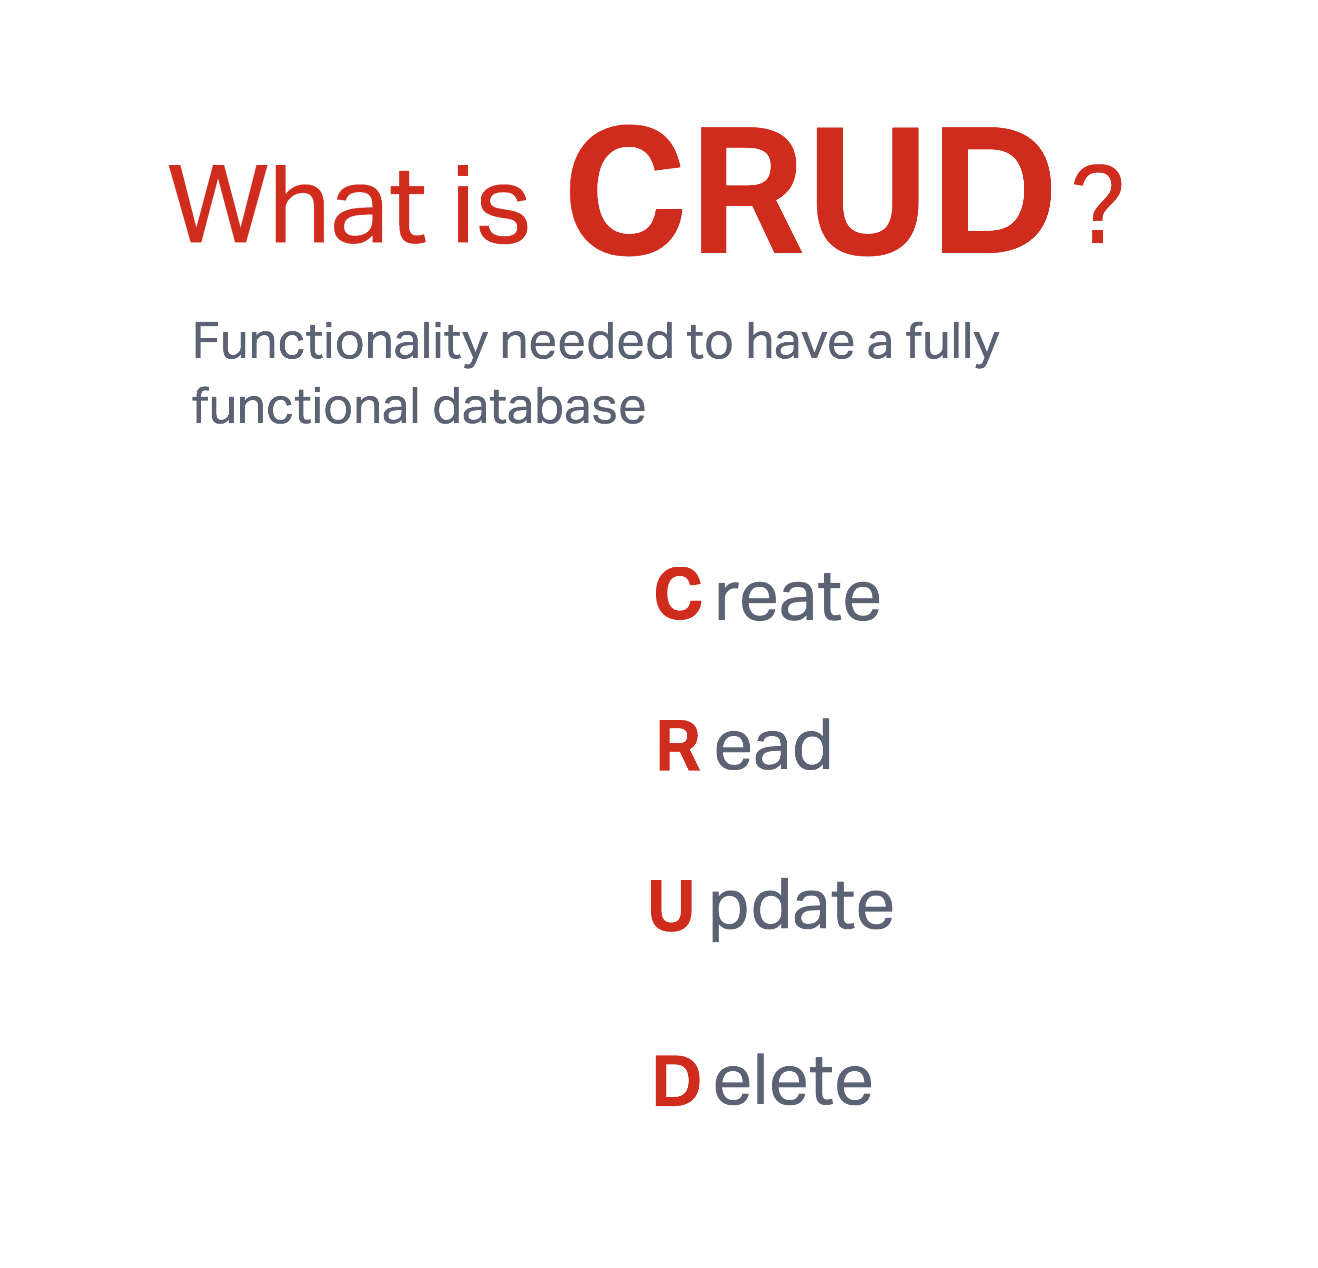 What is CRUD?
Functionality needed to have a fully
functional database
Create
Read
Update
Delete